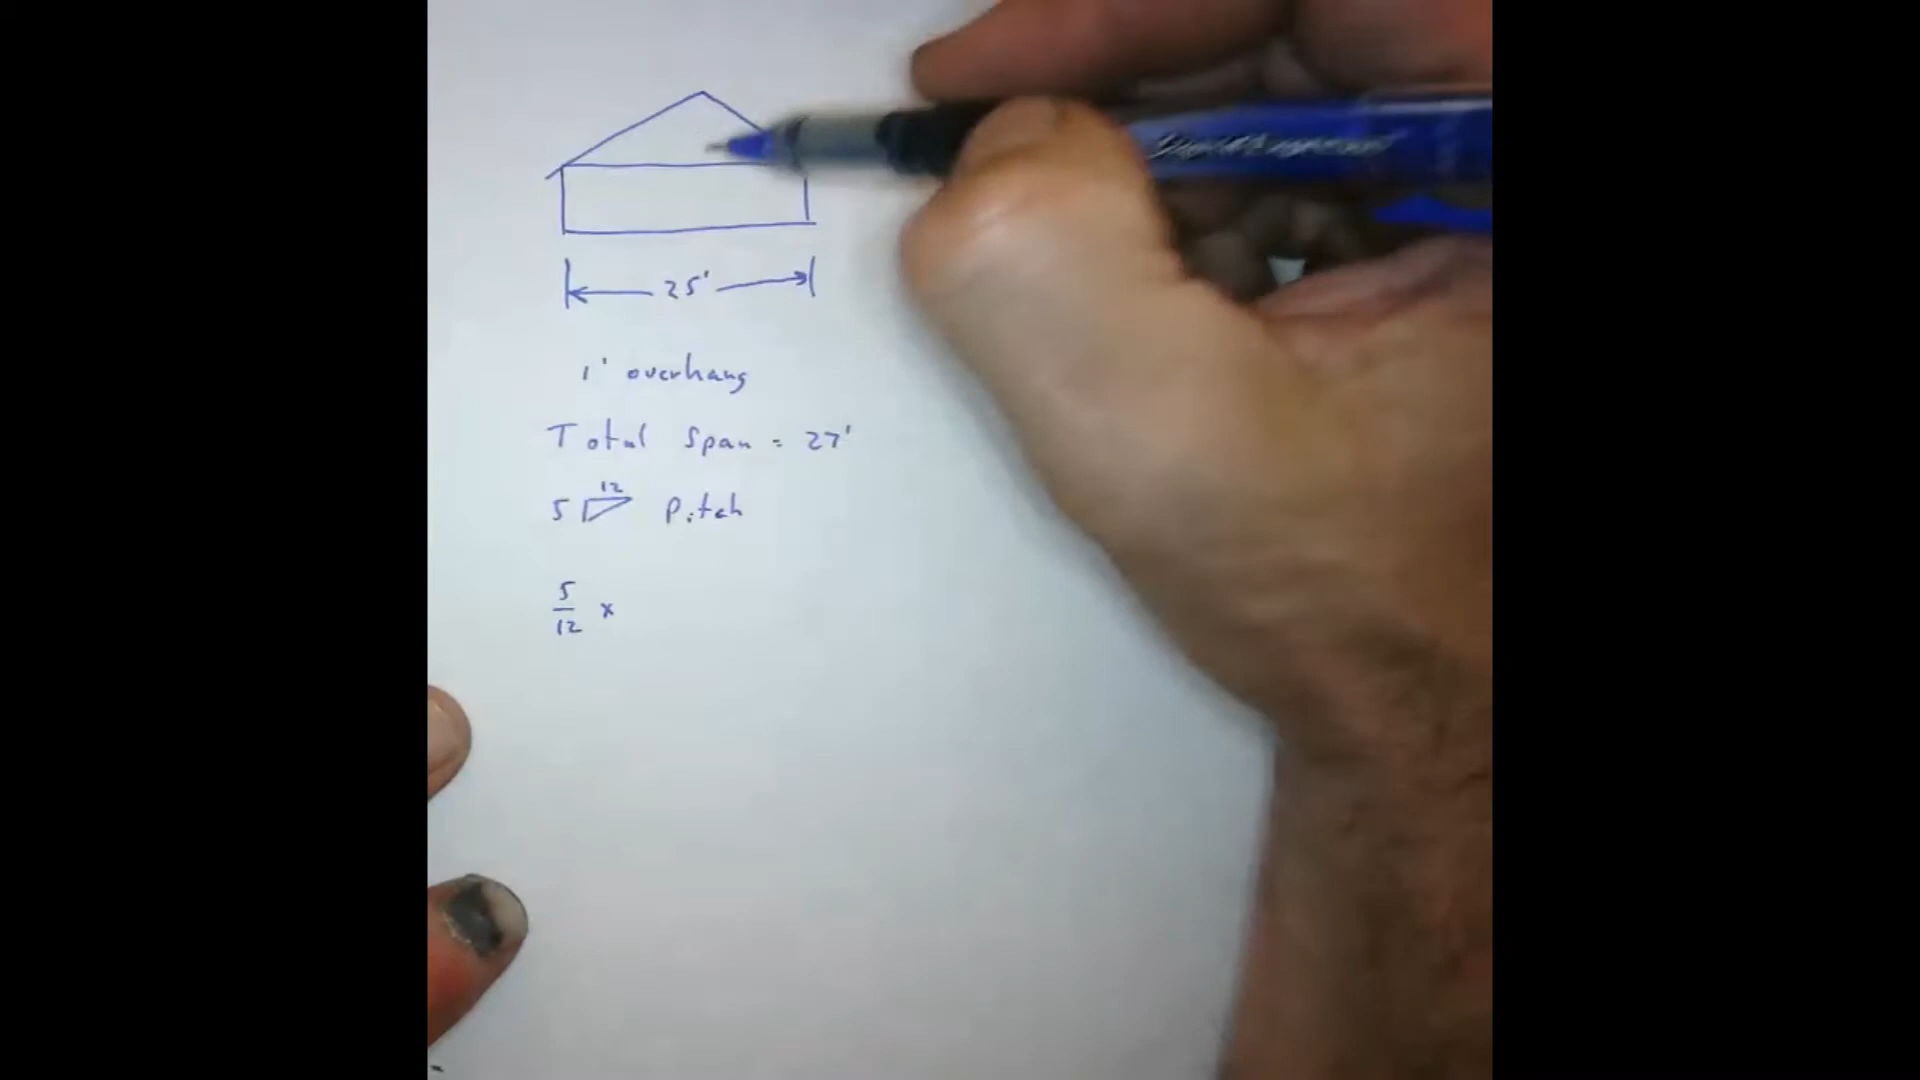 25'
1' overhang
Total span = 27'
12
5 Pitch
5
12 x